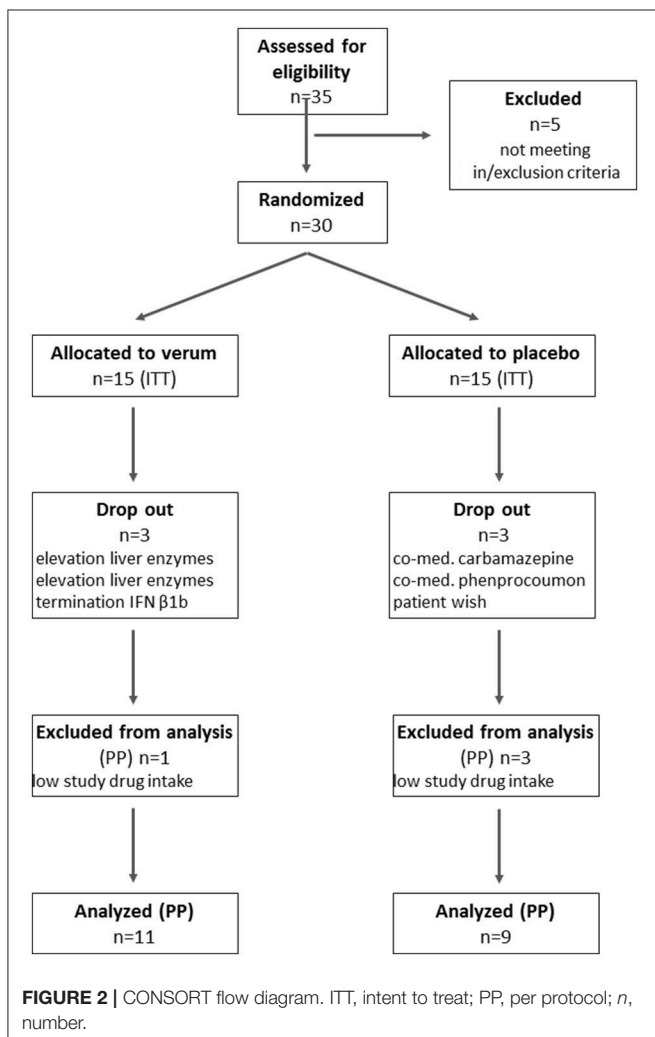 Assessed for
eligibility
n=35
Excluded
n=5
not meeting
in/exclusion criteria
Randomized
n=30
Allocated to verum
n=15 (ITT)
Allocated to placebo
n=15 (ITT)
Drop out
n=3
elevation liver enzymes
elevation liver enzymes
termination IFN β1b
Drop out
n=3
co-med. carbamazepine
co-med. phenprocoumon
patient wish
Excluded from analysis
(PP) n=1
low study drug intake
Excluded from analysis
(PP) n=3
low study drug intake
Analyzed (PP)
n=11
Analyzed (PP)
n=9
FIGURE 2 | CONSORT flow diagram. ITT, intent to treat; PP, per protocol; n,
number.